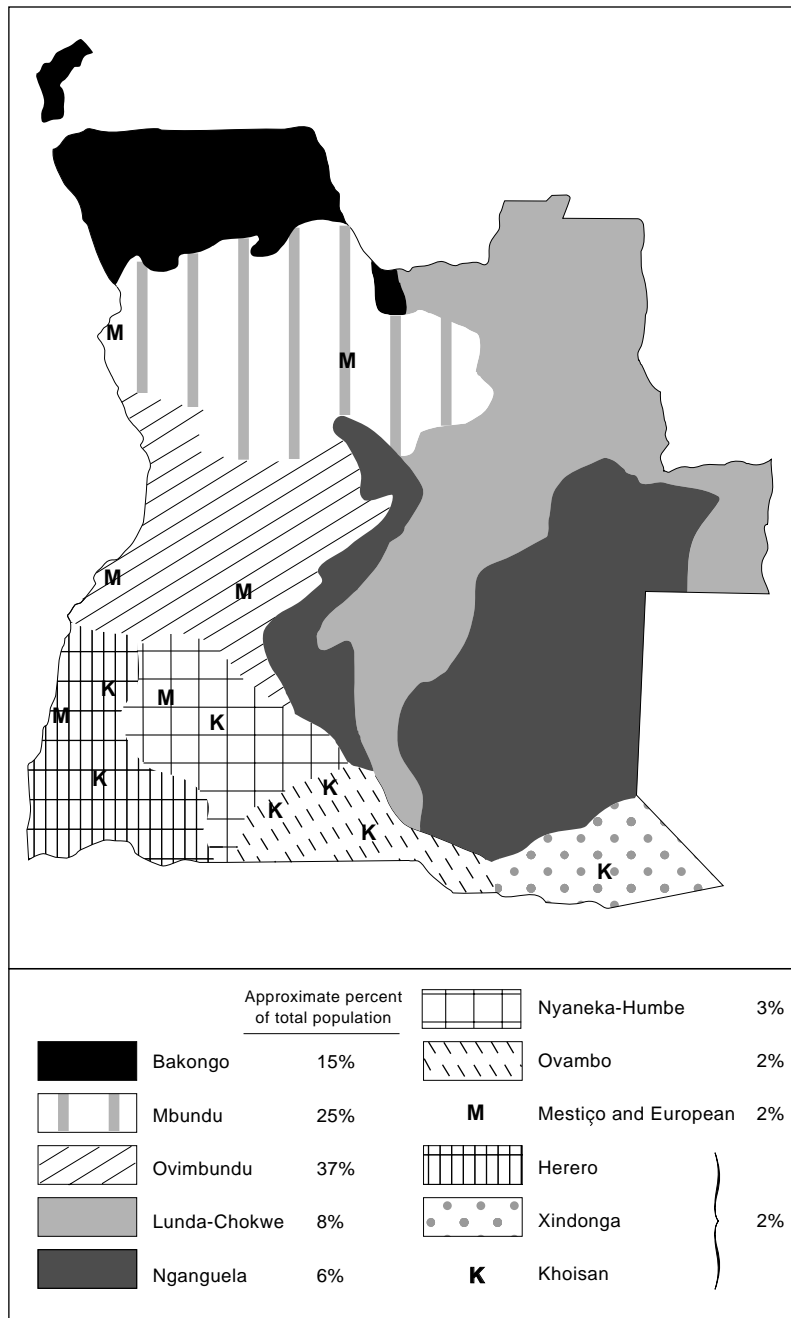 M
M
M
M
K
M
K
M
K
K
K
K
K
Approximate percent
of total population
Bakongo 15%
Mbundu 25%
Ovimbundu 37%
Lunda-Chokwe 8%
Nganguela 6%
Nyaneka-Humbe 3%
Ovambo 2%
M Mestiço and European 2%
Herero
Xindonga 2%
K Khoisan